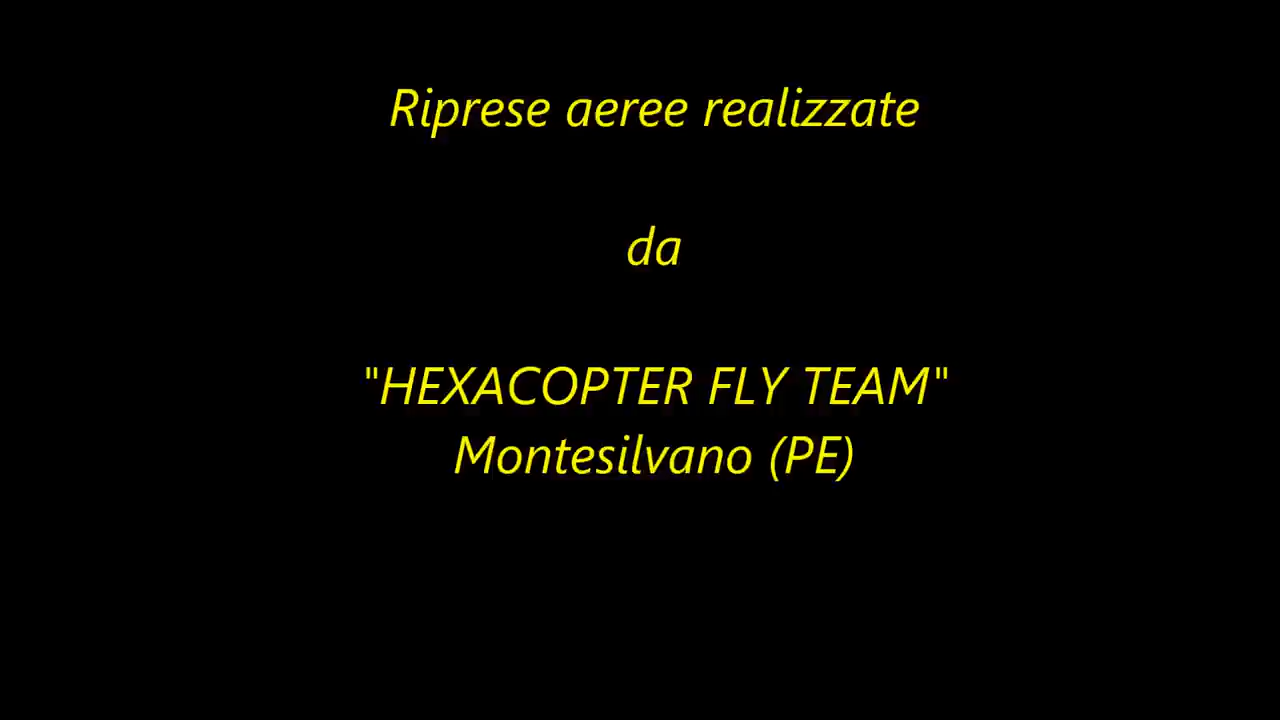 Riprese aeree realizzate
da
"HEXACOPTER FLY TEAM"
Montesilvano (PE)